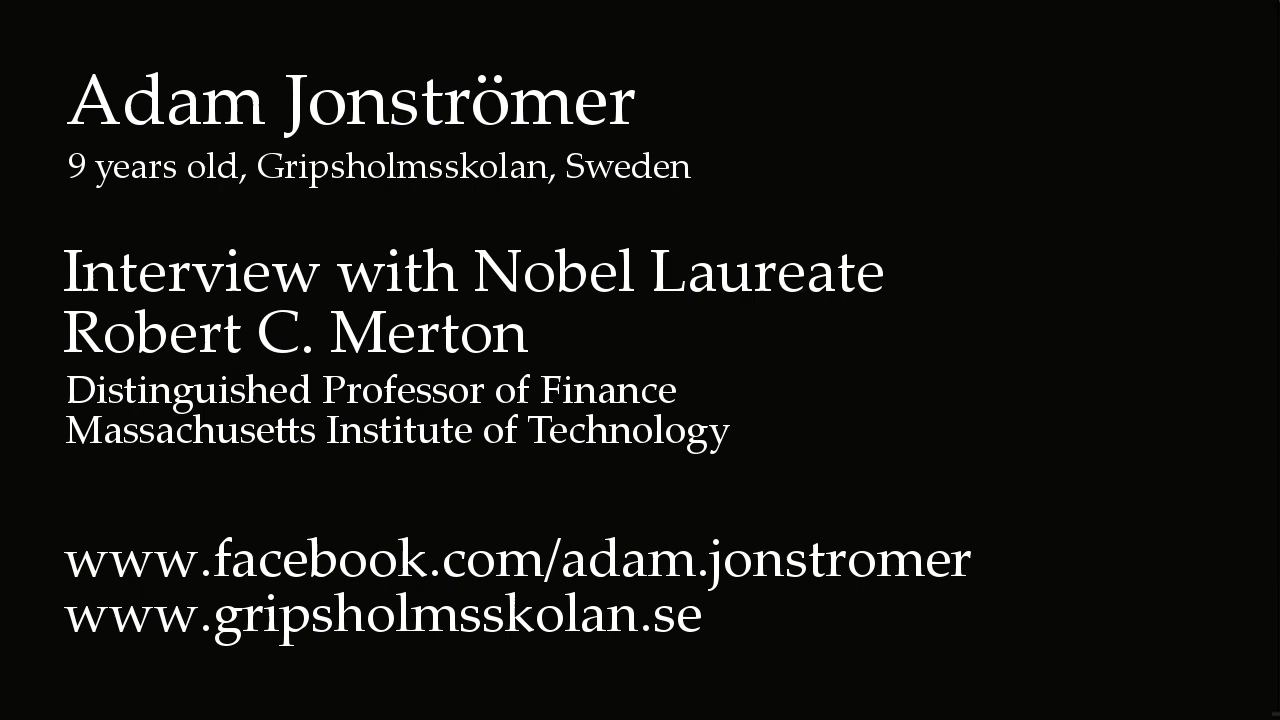 Adam Jonströmer
9 years old, Gripsholmsskolan, Sweden
Interview with Nobel Laureate
Robert C. Merton
Distinguished Professor of Finance
Massachusetts Institute of Technology
www.facebook.com/adam.jonstromer
www.gripsholmsskolan.se